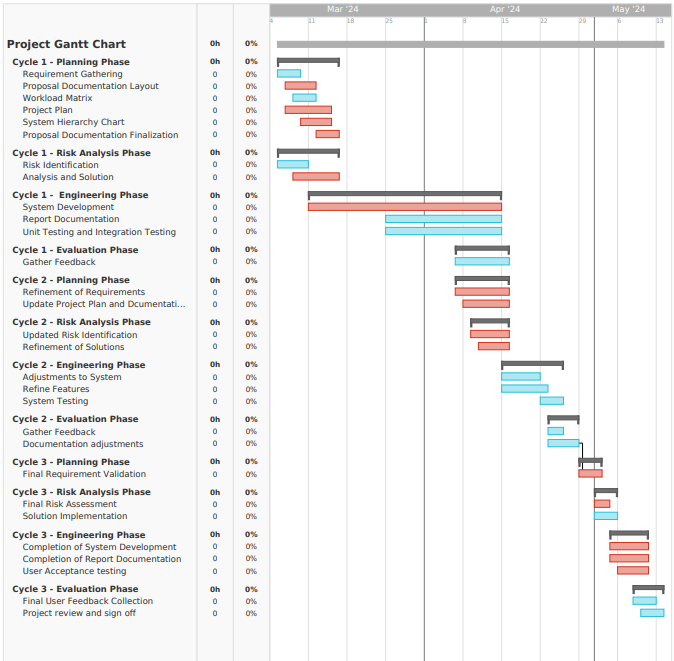 Mar '24 Apr '24 May '24
4 11 18 25 1 8 15 22 29 6 13
Project Gantt Chart 0h 0%
Cycle 1 - Planning Phase 0h 0%
Requirement Gathering 0 0%
Proposal Documentation Layout 0 0%
Workload Matrix 0 0%
Project Plan 0 0%
System Hierarchy Chart 0 0%
Proposal Documentation Finalization 0 0%
Cycle 1 - Risk Analysis Phase 0h 0%
Risk Identification 0 0%
Analysis and Solution 0 0%
Cycle 1 -  Engineering Phase 0h 0%
System Development 0 0%
Report Documentation 0 0%
Unit Testing and Integration Testing 0 0%
Cycle 1 - Evaluation Phase 0h 0%
Gather Feedback 0 0%
Cycle 2 - Planning Phase 0h 0%
Refinement of Requirements 0 0%
Update Project Plan and Dcumentati... 0 0%
Cycle 2 - Risk Analysis Phase 0h 0%
Updated Risk Identification 0 0%
Refinement of Solutions 0 0%
Cycle 2 - Engineering Phase 0h 0%
Adjustments to System 0 0%
Refine Features 0 0%
System Testing 0 0%
Cycle 2 - Evaluation Phase 0h 0%
Gather Feedback 0 0%
Documentation adjustments 0 0%
Cycle 3 - Planning Phase 0h 0%
Final Requirement Validation 0 0%
Cycle 3 - Risk Analysis Phase 0h 0%
Final Risk Assessment 0 0%
Solution Implementation 0 0%
Cycle 3 - Engineering Phase 0h 0%
Completion of System Development 0 0%
Completion of Report Documentation 0 0%
User Acceptance testing 0 0%
Cycle 3 - Evaluation Phase 0h 0%
Final User Feedback Collection 0 0%
Project review and sign off 0 0%